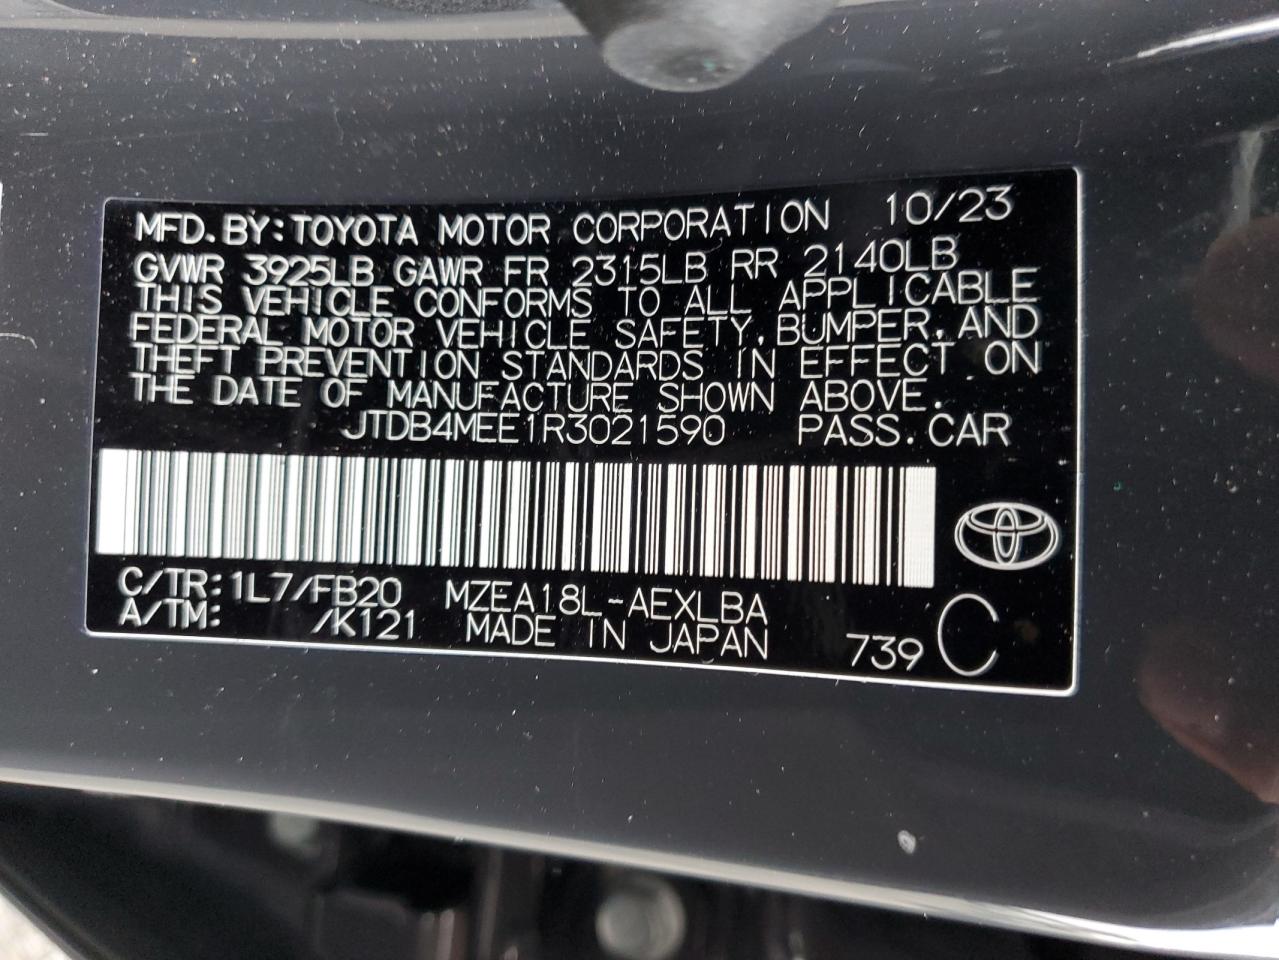 MFD.BY:TOYOTA MOTOR CORPORATION 10/23
GVWR 3925LB GAWR FR 2315LB RR 2140LB
THIS VEHICLE CONFORMS TO ALL APPLICABLE
FEDERAL MOTOR VEHICLE SAFETY,BUMPER,AND
THEFT PREVENTION STANDARDS IN EFFECT ON
THE DATE OF MANUFACTURE SHOWN ABOVE.
JTDB4MEE1R3021590 PASS.CAR
C/TR:1L7/FB20 MZEA18L-AEXLBA
A/TM: /K121 MADE IN JAPAN 739 C